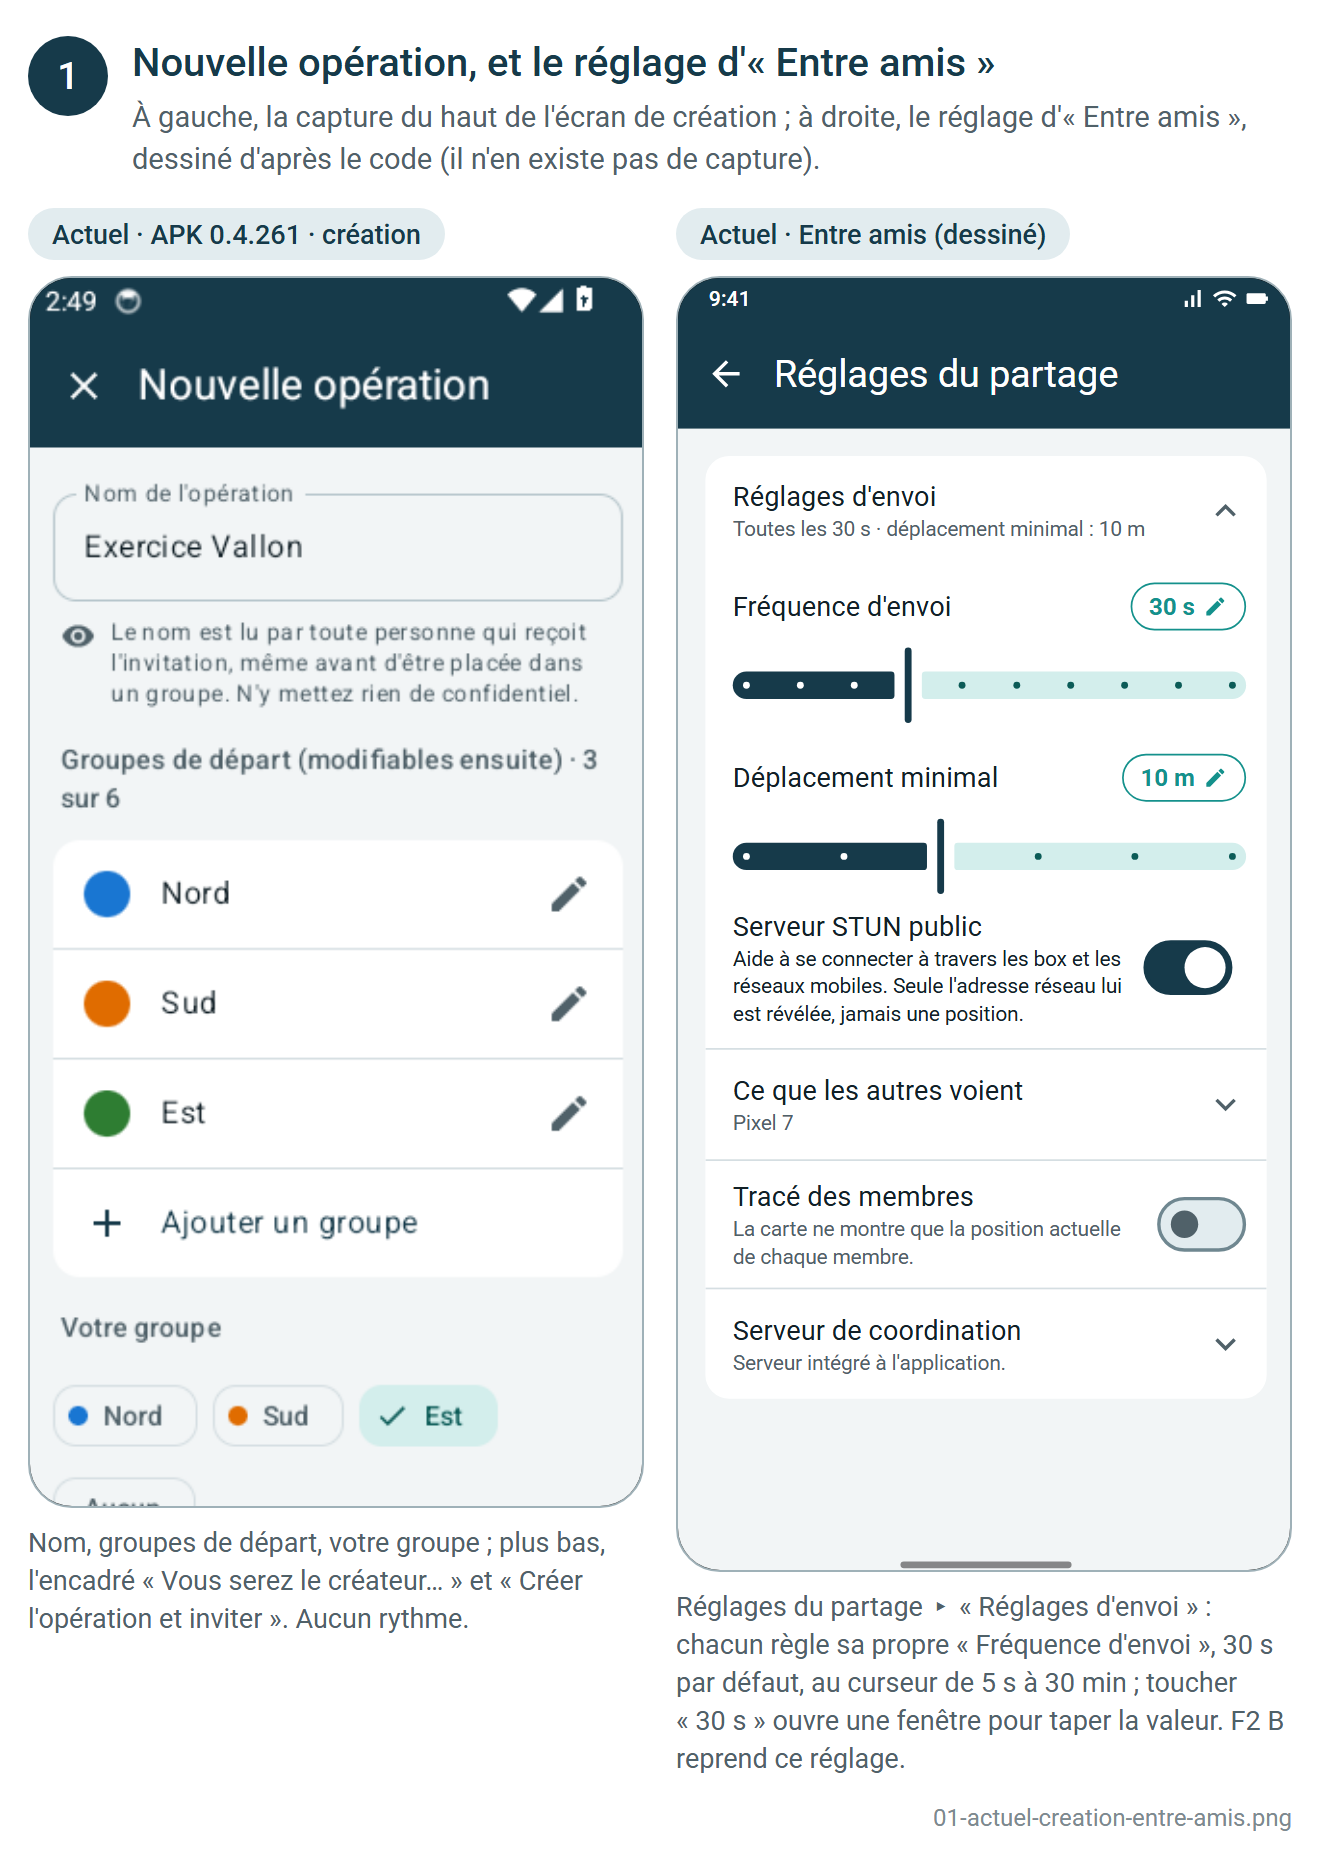 1
Nouvelle opération, et le réglage d'« Entre amis »
À gauche, la capture du haut de l'écran de création ; à droite, le réglage d'« Entre amis »,
dessiné d'après le code (il n'en existe pas de capture).
Actuel · APK 0.4.261 · création
2:49
Nouvelle opération
Nom de l'opération
Exercice Vallon
Le nom est lu par toute personne qui reçoit
l'invitation, même avant d'être placée dans
un groupe. N'y mettez rien de confidentiel.
Groupes de départ (modifiables ensuite) · 3
sur 6
Nord
Sud
Est
Ajouter un groupe
Votre groupe
Nord
Sud
Est
Aucun
Nom, groupes de départ, votre groupe ; plus bas,
l'encadré « Vous serez le créateur... » et « Créer
l'opération et inviter ». Aucun rythme.
Actuel · Entre amis (dessiné)
9:41
Réglages du partage
Réglages d'envoi
Toutes les 30 s · déplacement minimal : 10 m
Fréquence d'envoi
30 s
Déplacement minimal
10 m
Serveur STUN public
Aide à se connecter à travers les box et les
réseaux mobiles. Seule l'adresse réseau lui
est révélée, jamais une position.
Ce que les autres voient
Pixel 7
Tracé des membres
La carte ne montre que la position actuelle
de chaque membre.
Serveur de coordination
Serveur intégré à l'application.
Réglages du partage ‣ « Réglages d'envoi » :
chacun règle sa propre « Fréquence d'envoi », 30 s
par défaut, au curseur de 5 s à 30 min ; toucher
« 30 s » ouvre une fenêtre pour taper la valeur. F2 B
reprend ce réglage.
01-actuel-creation-entre-amis.png